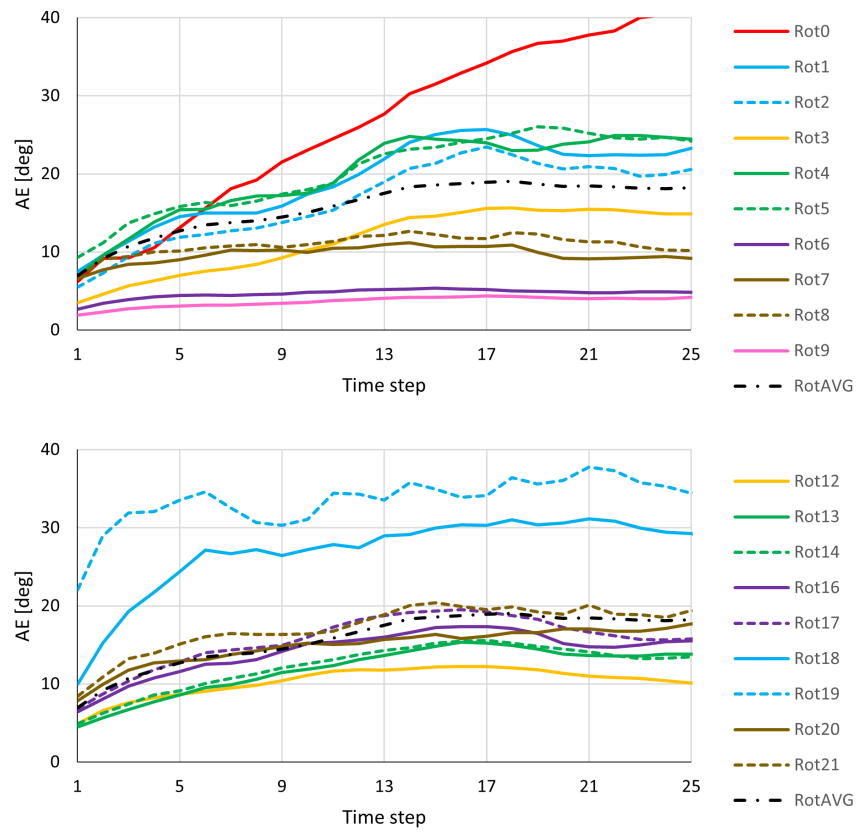 AE [deg]
40
30
20
10
0
1 5 9 13 17 21 25
Time step
Rot0
Rot1
Rot2
Rot3
Rot4
Rot5
Rot6
Rot7
Rot8
Rot9
RotAVG
AE [deg]
40
30
20
10
0
1 5 9 13 17 21 25
Time step
Rot12
Rot13
Rot14
Rot16
Rot17
Rot18
Rot19
Rot20
Rot21
RotAVG